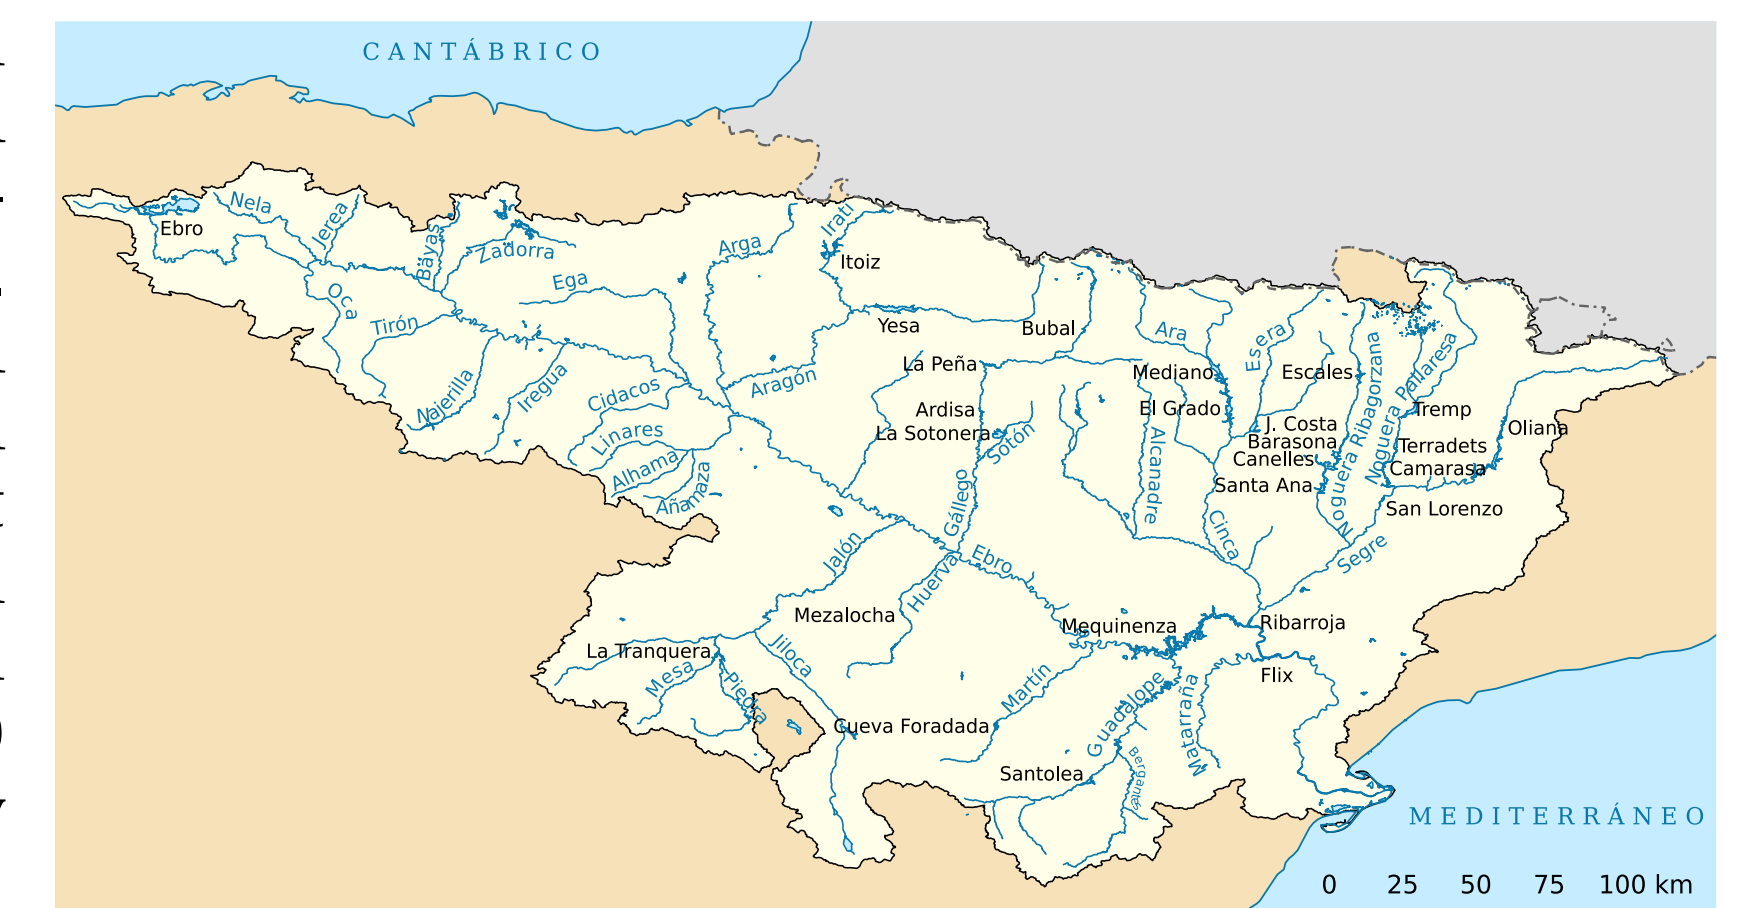 CANTÁBRICO
Nela
Jerea
Ebro
Bayas
Zadorra
Arga
Irati
Itoiz
Ega
Oca
Tirón
Yesa
Bubal
Ara
Esera
La Peña
Mediano
Escales
Najerilla
Iregua
Cidacos
Aragón
Noguera Ribagorzana
Noguera Pallaresa
Ardisa
El Grado
Tremp
La Sotonera
Sotón
J. Costa
Barasona
Oliana
Linares
Alhama
Añamaza
Alcanadre
Canelles
Terradets
Camarasa
Santa Ana
San Lorenzo
Gállego
Cinca
Segre
Jalón
Huerva
Ebro
Mezalocha
Mequinenza
Ribarroja
La Tranquera
Jiloca
Mesa
Piedra
Martín
Flix
Guadalope
Matarraña
Cueva Foradada
Bergantes
Santolea
MEDITERRÁNEO
0 25 50 75 100 km